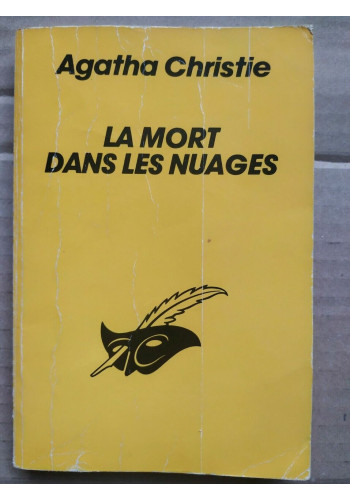 Agatha Christie
LA MORT
DANS LES NUAGES